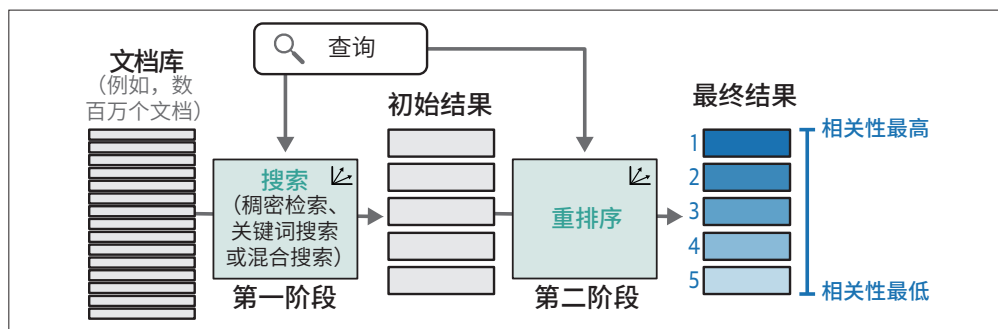 查询
文档库
（例如，数
百万个文档）
搜索
（稠密检索、
关键词搜索
或混合搜索）
第一阶段
初始结果
重排序
第二阶段
最终结果
1
2
3
4
5
相关性最高
相关性最低